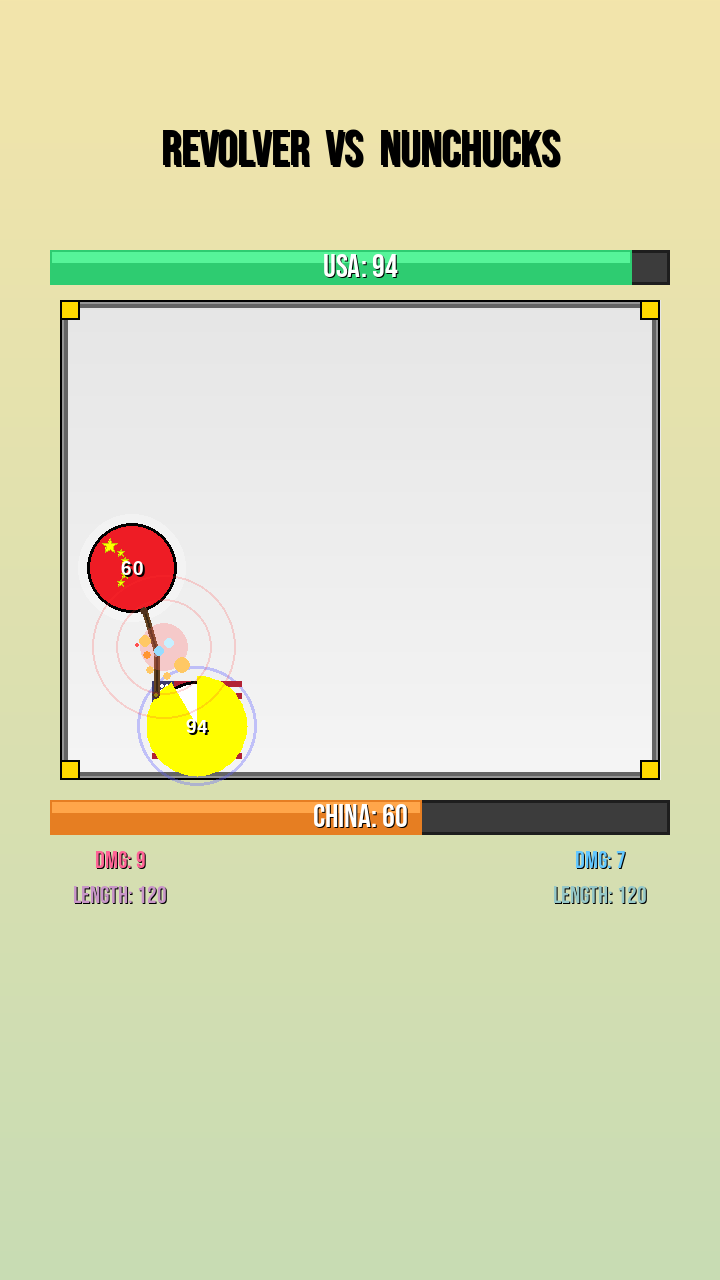 REVOLVER VS NUNCHUCKS
USA: 94
60
94
CHINA: 60
DMG: 9
DMG: 7
LENGTH: 120
LENGTH: 120